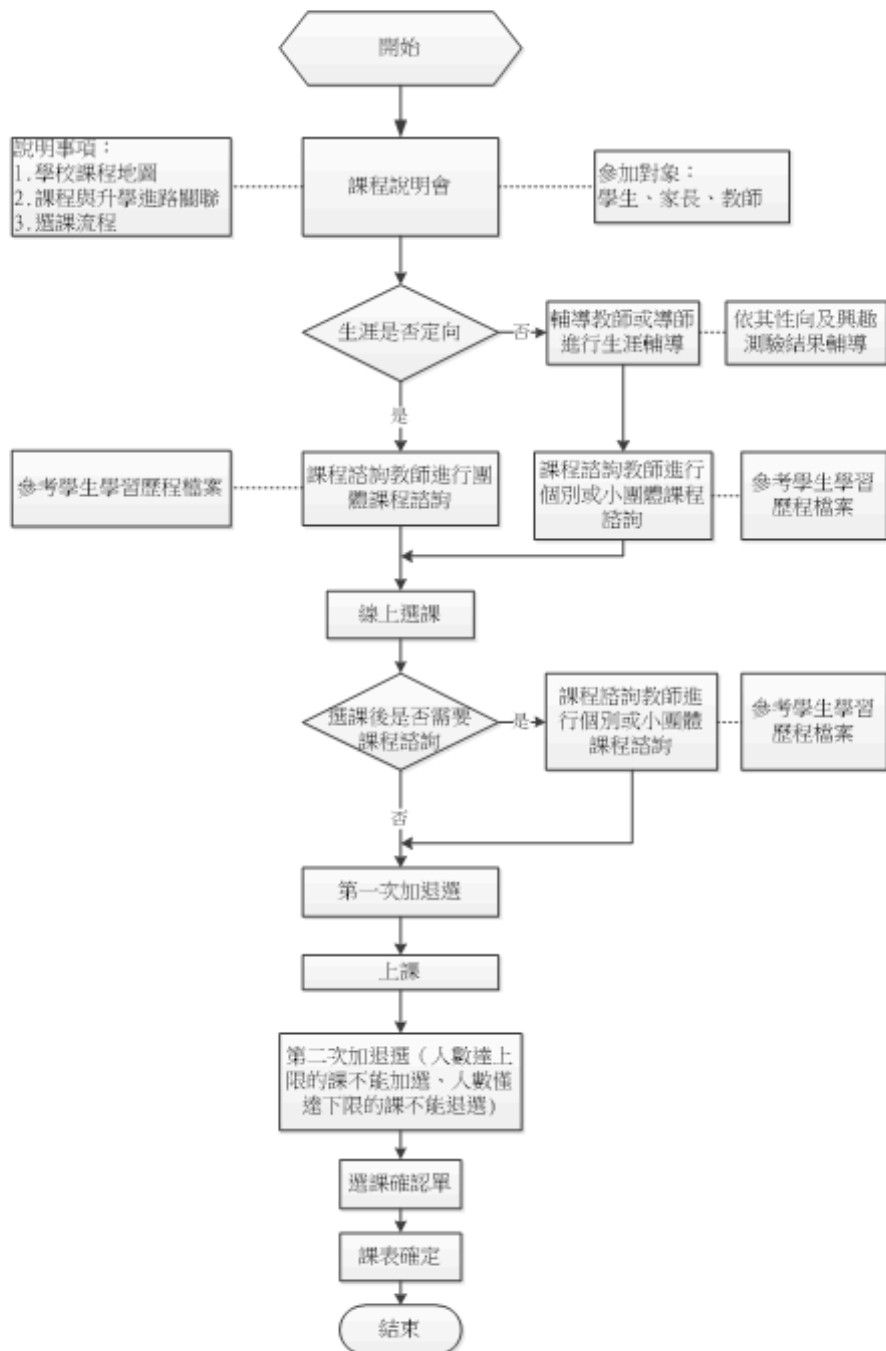 開始
說明事項：
1.學校課程地圖
2.課程與升學進路關聯
3.選課流程
課程說明會
參加對象：
學生、家長、教師
生涯是否定向
否
輔導教師或導師
進行生涯輔導
依其性向及興趣
測驗結果輔導
是
參考學生學習歷程檔案
課程諮詢教師進行團
體課程諮詢
課程諮詢教師進行
個別或小團體課程
諮詢
參考學生學習
歷程檔案
線上選課
選課後是否需要
課程諮詢
是
課程諮詢教師進
行個別或小團體
課程諮詢
參考學生學習
歷程檔案
否
第一次加退選
上課
第二次加退選（人數達上
限的課不能加選、人數僅
達下限的課不能退選)
選課確認單
課表確定
結束